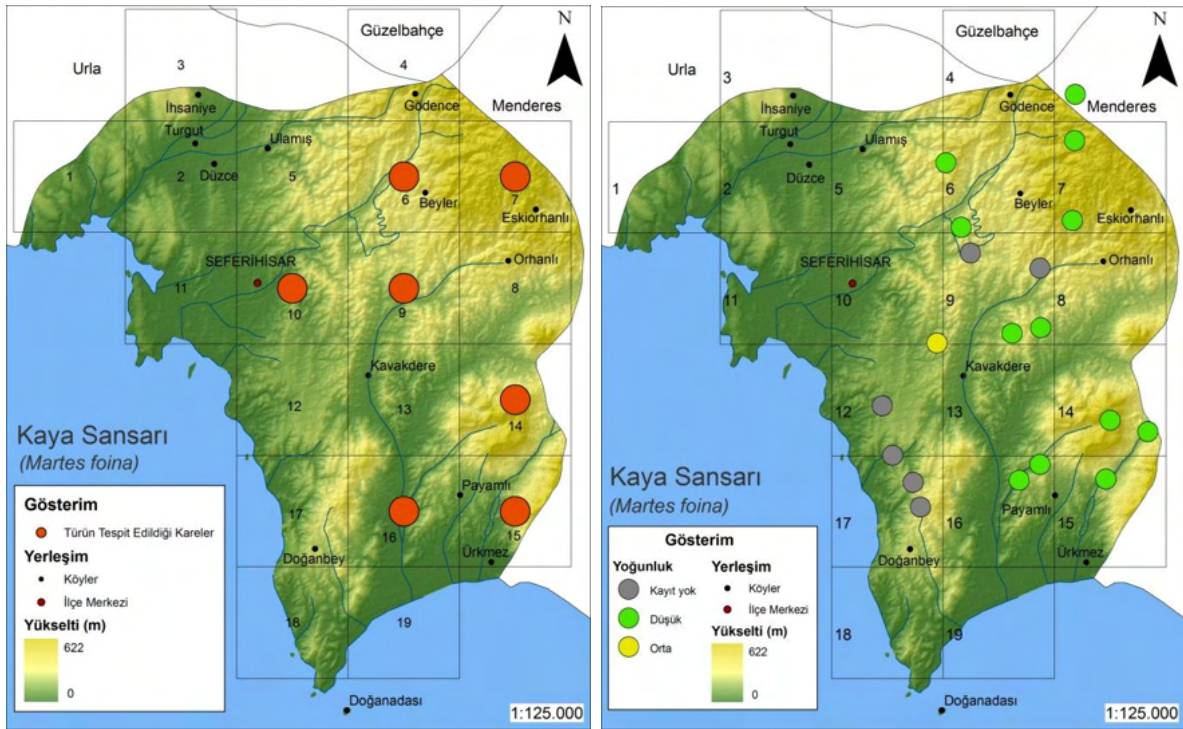 Güzelbahçe
N
Urla
3
4
İhsaniye
Gödence
Menderes
Turgut
Ulamış
1
2
Düzce
5
6
Beyler
7
Eskiorhanlı
SEFERİHİSAR
Orhanlı
11
10
9
8
Kavakdere
12
13
14
Kaya Sansarı
(Martes foina)
Gösterim
Türün Tespit Edildiği Kareler
Yerleşim
Köyler
İlçe Merkezi
Yükselti (m)
622
0
Payamlı
17
16
15
Doğanbey
Ürkmez
18
19
Doğanadası
1:125.000
Güzelbahçe
N
Urla
3
4
İhsaniye
Gödence
Menderes
Turgut
Ulamış
1
2
Düzce
5
6
Beyler
7
Eskiorhanlı
SEFERİHİSAR
Orhanlı
11
10
9
8
Kavakdere
12
13
14
Kaya Sansarı
(Martes foina)
Gösterim
Yoğunluk
Kayıt yok
Düşük
Orta
Yerleşim
Köyler
İlçe Merkezi
Yükselti (m)
622
0
Payamlı
17
16
15
Doğanbey
Ürkmez
18
19
Doğanadası
1:125.000